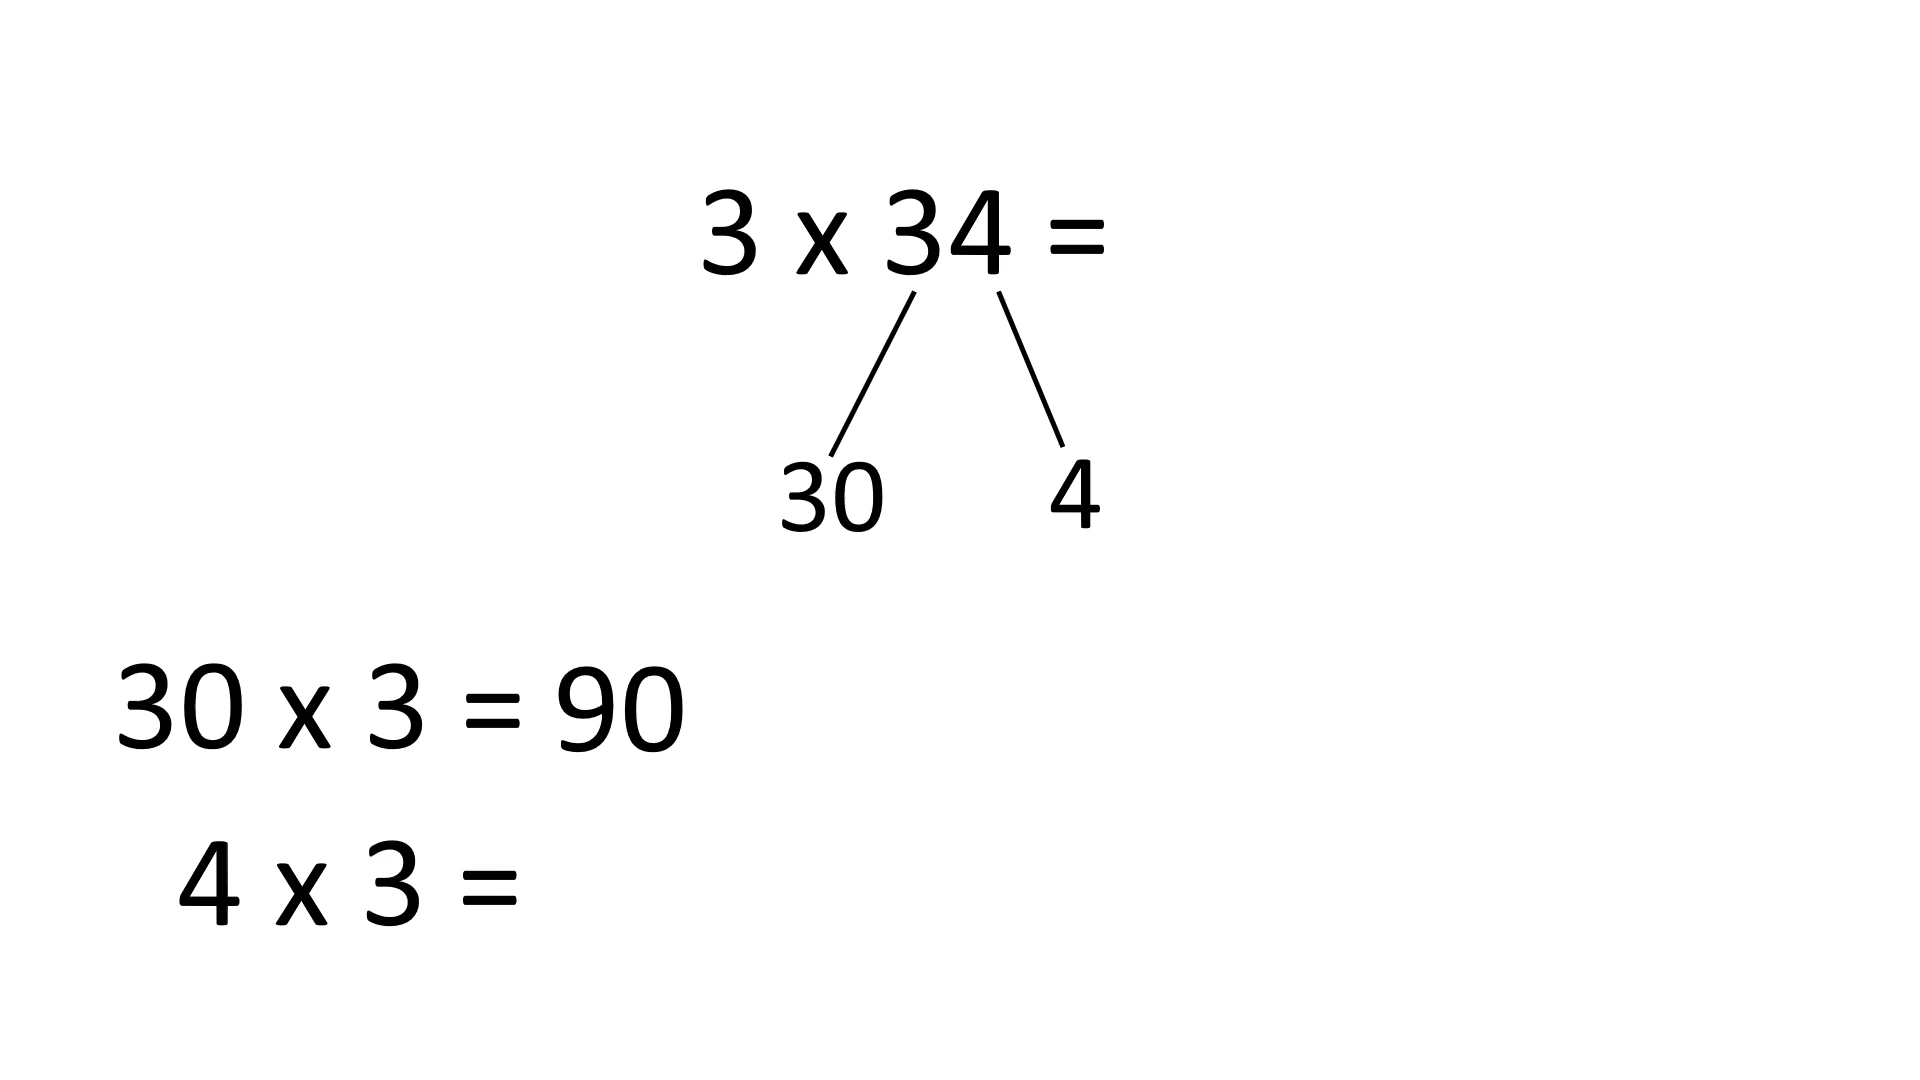 3 x 34 =
30 4
30 x 3 = 90
4 x 3 =